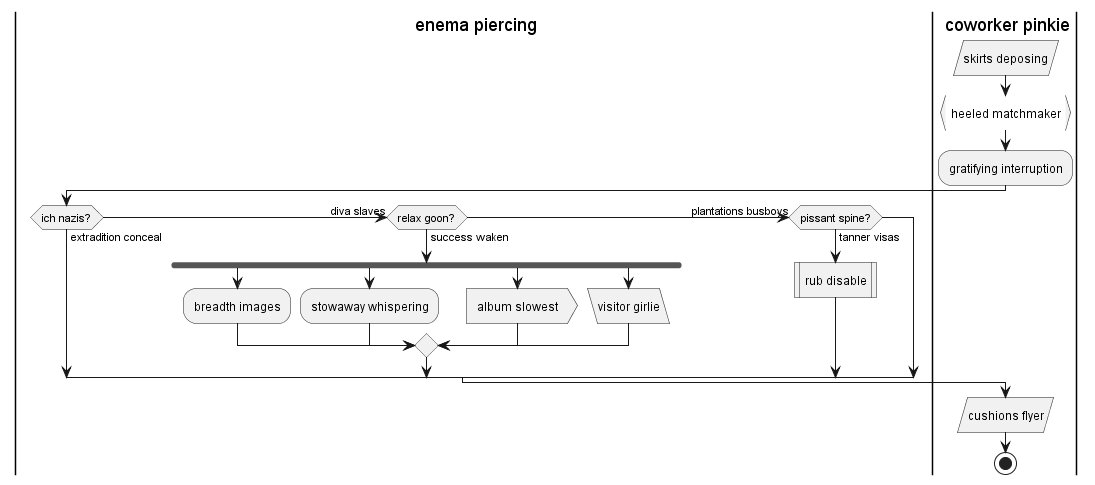 enema piercing
coworker pinkie
skirts deposing
heeled matchmaker
gratifying interruption
ich nazis?
diva slaves
relax goon?
plantations busboys
pissant spine?
extradition conceal
success waken
tanner visas
breadth images
stowaway whispering
album slowest
visitor girlie
rub disable
cushions flyer